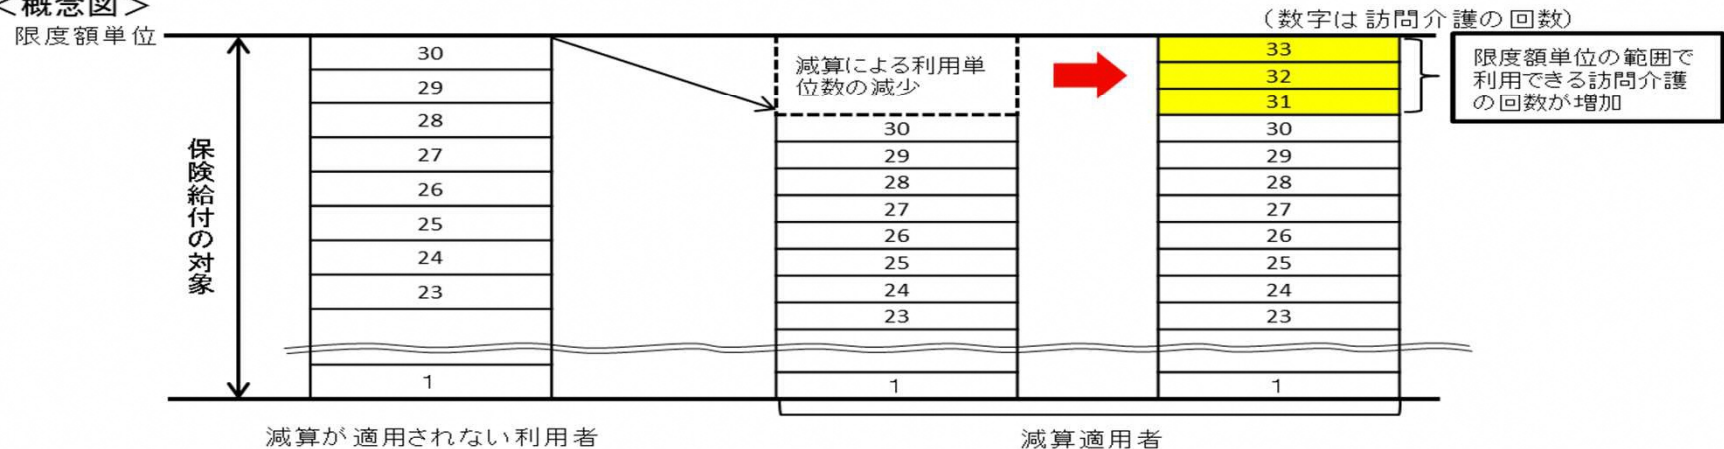 ＜概念図＞
（数字は訪問介護の回数）
限度額単位
保険給付の対象
30
29
28
27
26
25
24
23
1
減算による利用単
位数の減少
30
29
28
27
26
25
24
23
1
33
32
31
30
29
28
27
26
25
24
23
1
限度額単位の範囲で
利用できる訪問介護
の回数が増加
減算が適用されない利用者
減算適用者